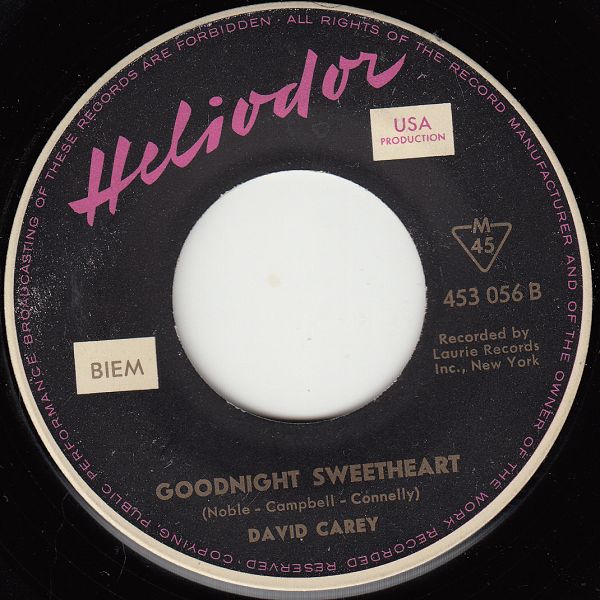 Heliodor
USA
PRODUCTION
M
45
453 056 B
BIEM
Recorded by
Laurie Records
Inc., New York
GOODNIGHT SWEETHEART
(Noble - Campbell - Connelly)
DAVID CAREY
ALL RIGHTS OF THE RECORD MANUFACTURER AND OF THE OWNER OF THE WORK RECORDED RESERVED · COPYING, PUBLIC PERFORMANCE, BROADCASTING OF THESE RECORDS ARE FORBIDDEN ·